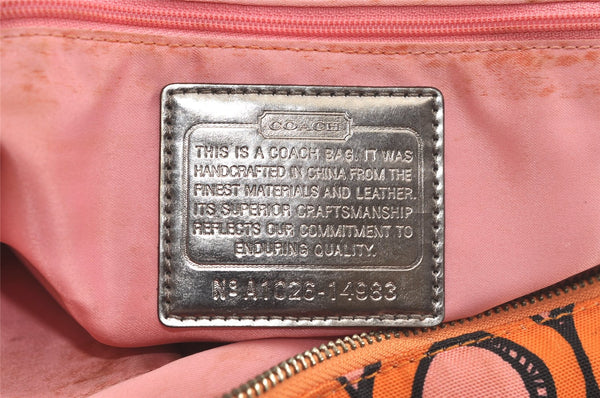 COACH
THIS IS A COACH BAG. IT WAS
HANDCRAFTED IN CHINA FROM THE
FINEST MATERIALS AND LEATHER.
ITS SUPERIOR CRAFTSMANSHIP
REFLECTS OUR COMMITMENT TO
ENDURING QUALITY.
Nº A1026-14983